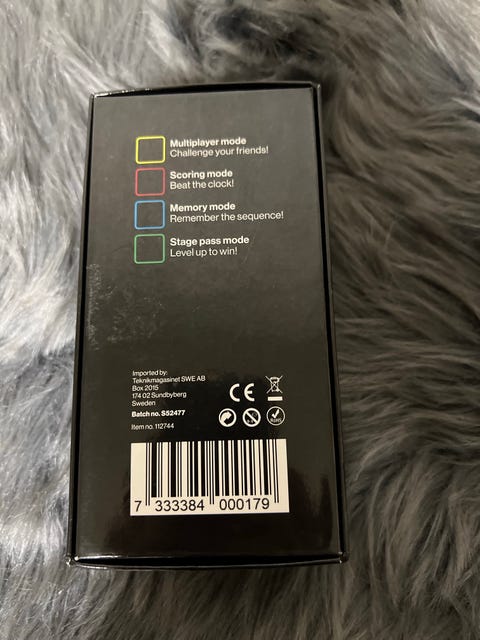 Multiplayer mode
Challenge your friends!
Scoring mode
Beat the clock!
Memory mode
Remember the sequence!
Stage pass mode
Level up to win!
Imported by:
Teknikmagasinet SWE AB
Box 2015
174 02 Sundbyberg
Sweden
Batch no. S52477
Item no. 112744
CE
7 333384 000179